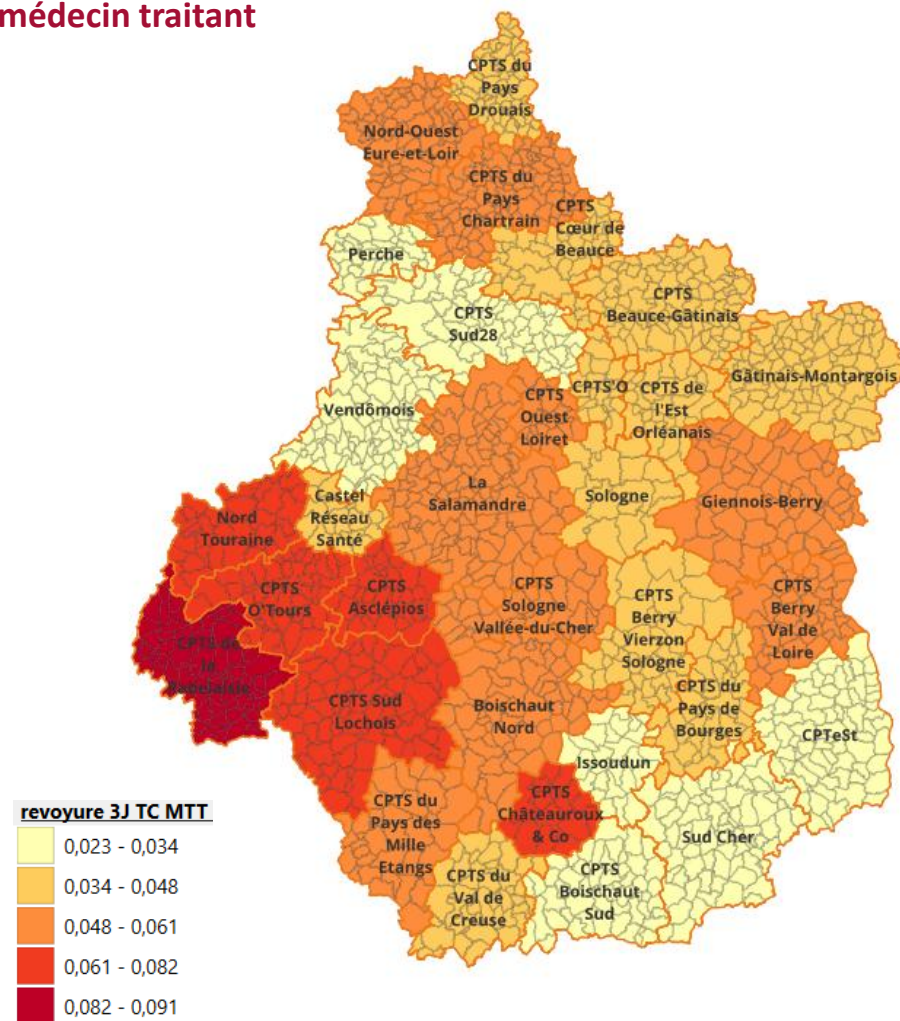 médecin traitant
CPTS du
Pays
Drouais
Nord-Ouest
Eure-et-Loir
CPTS du
Pays
Chartrain
CPTS
Cœur de
Beauce
Perche
CPTS
Beauce-Gâtinais
CPTS
Sud28
Gâtinais-Montargois
CPTS'O
CPTS de
l'Est
Orléanais
CPTS
Ouest
Loiret
Vendômois
La
Salamandre
Sologne
Giennois-Berry
Castel
Réseau
Santé
Nord
Touraine
CPTS
O'Tours
CPTS
Asclépios
CPTS
Sologne
Vallée-du-Cher
CPTS
Berry
Vierzon
Sologne
CPTS
Berry
Val de
Loire
CPTS de
la
Rabelaisie
CPTS Sud
Lochois
Boischaut
Nord
CPTS du
Pays de
Bourges
CPTeSt
Issoudun
CPTS
Châteauroux
& Co
CPTS du
Pays des
Mille
Etangs
Sud Cher
CPTS du
Val de
Creuse
CPTS
Boischaut
Sud
revoyure 3J TC MTT
0,023 - 0,034
0,034 - 0,048
0,048 - 0,061
0,061 - 0,082
0,082 - 0,091